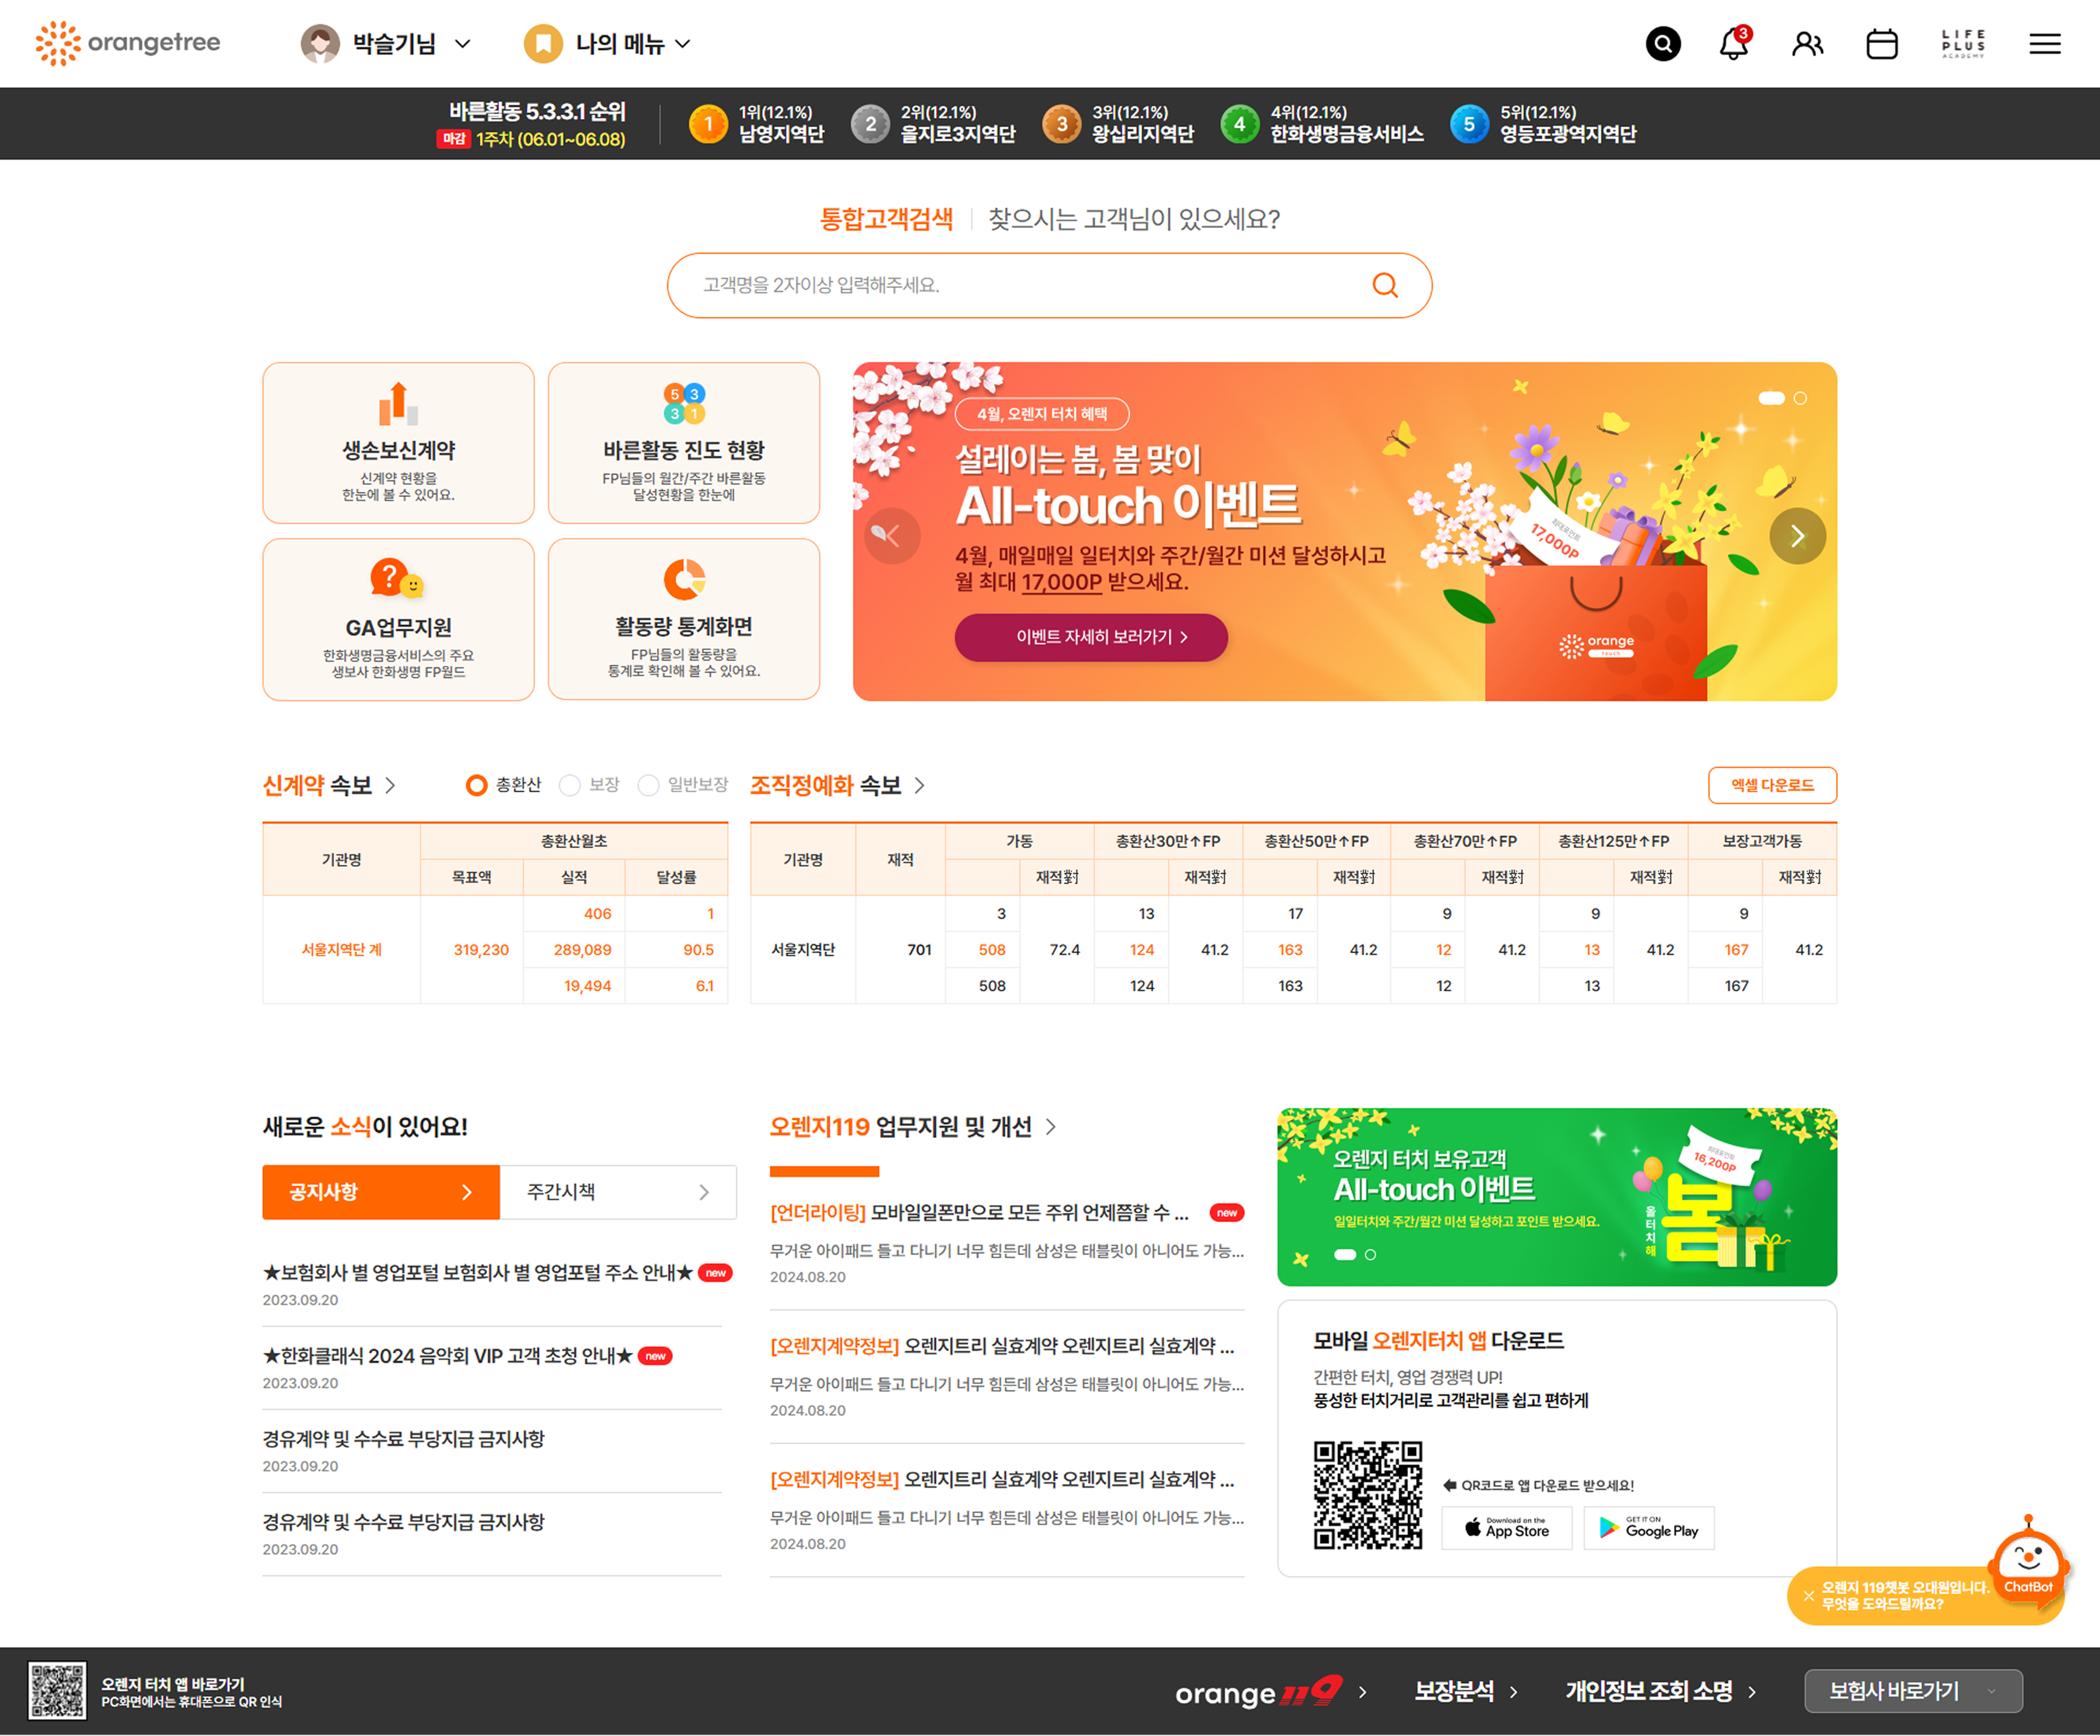 orangetree
박슬기님
나의 메뉴
3
LIFE
PLUS
ACADEMY
바른활동 5.3.3.1 순위
마감 1주차 (06.01~06.08)
1 1위(12.1%)
남영지역단
2 2위(12.1%)
을지로3지역단
3 3위(12.1%)
왕십리지역단
4 4위(12.1%)
한화생명금융서비스
5 5위(12.1%)
영등포광역지역단
통합고객검색 찾으시는 고객님이 있으세요?
고객명을 2자이상 입력해주세요.
생손보신계약
신계약 현황을
한눈에 볼 수 있어요.
5 3
3 1
바른활동 진도 현황
FP님들의 월간/주간 바른활동
달성현황을 한눈에
?
GA업무지원
한화생명금융서비스의 주요
생보사 한화생명 FP월드
활동량 통계화면
FP님들의 활동량을
통계로 확인해 볼 수 있어요.
4월, 오렌지 터치 혜택
설레이는 봄, 봄 맞이
All-touch 이벤트
4월, 매일매일 일터치와 주간/월간 미션 달성하시고
월 최대 17,000P 받으세요.
이벤트 자세히 보러가기
최대포인트
17,000P
orange
touch
신계약 속보
총환산 보장 일반보장
기관명 총환산월초
목표액 실적 달성률
406 1
서울지역단 계 319,230 289,089 90.5
19,494 6.1
조직정예화 속보
엑셀 다운로드
기관명 재적 가동 총환산30만↑FP 총환산50만↑FP 총환산70만↑FP 총환산125만↑FP 보장고객가동
재적對 재적對 재적對 재적對 재적對 재적對
3 13 17 9 9 9
서울지역단 701 508 72.4 124 41.2 163 41.2 12 41.2 13 41.2 167 41.2
508 124 163 12 13 167
새로운 소식이 있어요!
공지사항
주간시책
★보험회사 별 영업포털 보험회사 별 영업포털 주소 안내★ new
2023.09.20
★한화클래식 2024 음악회 VIP 고객 초청 안내★ new
2023.09.20
경유계약 및 수수료 부당지급 금지사항
2023.09.20
경유계약 및 수수료 부당지급 금지사항
2023.09.20
오렌지119 업무지원 및 개선
[언더라이팅] 모바일일폰만으로 모든 주위 언제쯤할 수 ... new
무거운 아이패드 들고 다니기 너무 힘든데 삼성은 태블릿이 아니어도 가능...
2024.08.20
[오렌지계약정보] 오렌지트리 실효계약 오렌지트리 실효계약 ...
무거운 아이패드 들고 다니기 너무 힘든데 삼성은 태블릿이 아니어도 가능...
2024.08.20
[오렌지계약정보] 오렌지트리 실효계약 오렌지트리 실효계약 ...
무거운 아이패드 들고 다니기 너무 힘든데 삼성은 태블릿이 아니어도 가능...
2024.08.20
오렌지 터치 보유고객
All-touch 이벤트
일일터치와 주간/월간 미션 달성하고 포인트 받으세요.
최대포인트
16,200P
올터치해
봄
모바일 오렌지터치 앱 다운로드
간편한 터치, 영업 경쟁력 UP!
풍성한 터치거리로 고객관리를 쉽고 편하게
QR코드로 앱 다운로드 받으세요!
Download on the
App Store
GET IT ON
Google Play
오렌지 119챗봇 오대원입니다.
무엇을 도와드릴까요?
ChatBot
오렌지 터치 앱 바로가기
PC화면에서는 휴대폰으로 QR 인식
orange 119
보장분석
개인정보 조회 소명
보험사 바로가기